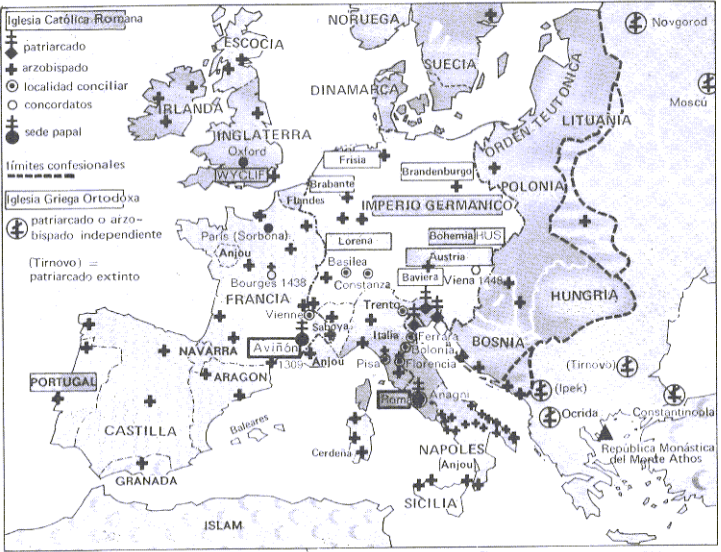 Iglesia Católica Romana
patriarcado
arzobispado
localidad conciliar
concordatos
sede papal
límites confesionales
Iglesia Griega Ortodoxa
patriarcado o arzo-
bispado independiente
(Tirnovo) =
patriarcado extinto
NORUEGA
ESCOCIA
SUECIA
DINAMARCA
IRLANDA
INGLATERRA
Oxford
WYCLIF
Novgorod
Moscú
LITUANIA
ORDEN TEUTONICA
POLONIA
Frisia
Brabante
Flandes
Brandenburgo
IMPERIO GERMANICO
París (Sorbona)
Anjou
Lorena
Bohemia HUS
Austria
Basilea
Constanza
Baviera
Viena 1448
Bourges 1438
FRANCIA
Vienne
Saboya
Trento
HUNGRIA
Italia
Ferrara
Bolonia
BOSNIA
NAVARRA
Aviñón
1309
Anjou
Pisa
Florencia
(Tirnovo)
PORTUGAL
ARAGON
Roma
Anagni
(Ipek)
Ocrida
Constantinopla
Baleares
CASTILLA
Cerdeña
NAPOLES
(Anjou)
República Monástica
del Monte Athos
GRANADA
SICILIA
ISLAM